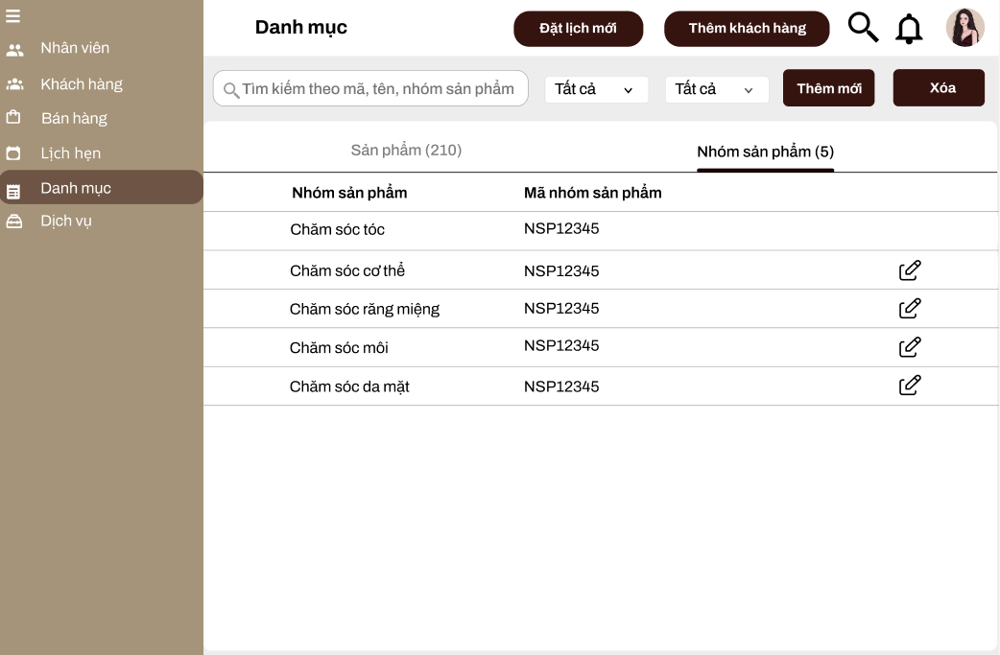 Danh mục
Đặt lịch mới
Thêm khách hàng
Nhân viên
Khách hàng
Bán hàng
Lịch hẹn
Danh mục
Dịch vụ
Tìm kiếm theo mã, tên, nhóm sản phẩm
Tất cả
Tất cả
Thêm mới
Xóa
Sản phẩm (210)
Nhóm sản phẩm (5)
Nhóm sản phẩm Mã nhóm sản phẩm
Chăm sóc tóc NSP12345
Chăm sóc cơ thể NSP12345
Chăm sóc răng miệng NSP12345
Chăm sóc môi NSP12345
Chăm sóc da mặt NSP12345